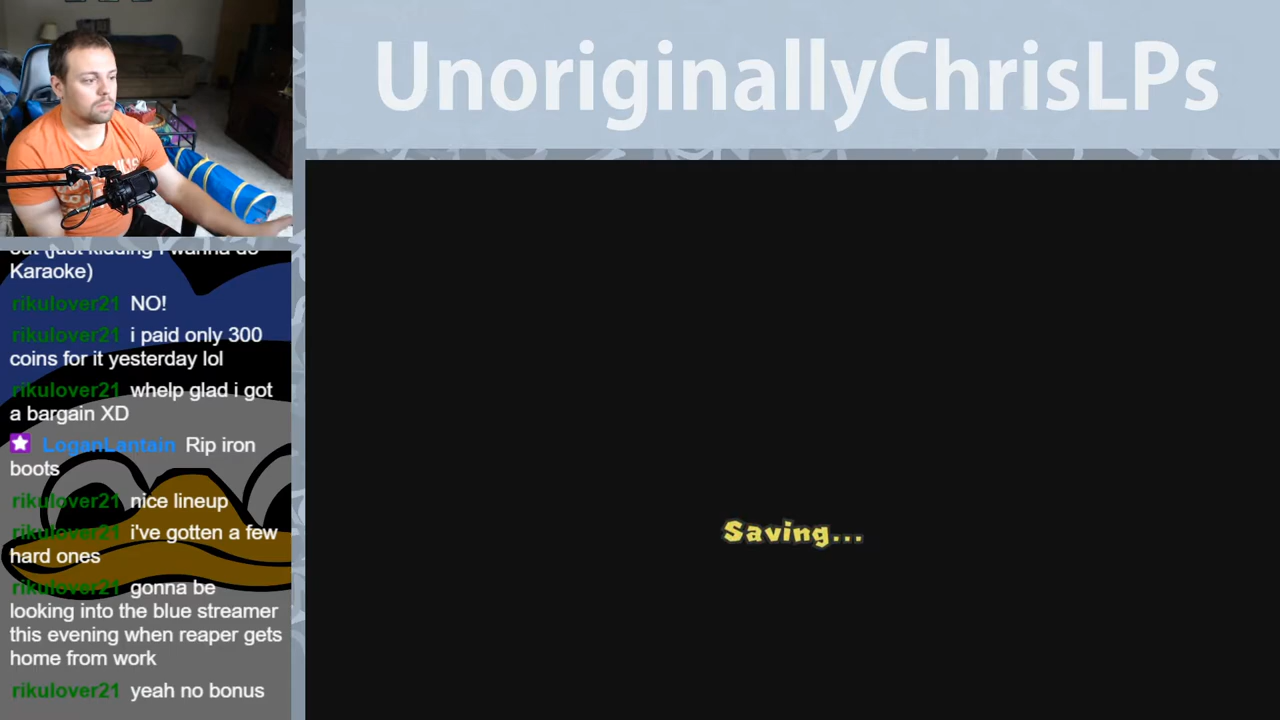 UnoriginallyChrisLPs
Karaoke)
rikulover21 NO!
rikulover21 i paid only 300
coins for it yesterday lol
rikulover21 whelp glad i got
a bargain XD
LoganLantain Rip iron
boots
rikulover21 nice lineup
rikulover21 i've gotten a few
hard ones
rikulover21 gonna be
looking into the blue streamer
this evening when reaper gets
home from work
rikulover21 yeah no bonus
Saving...